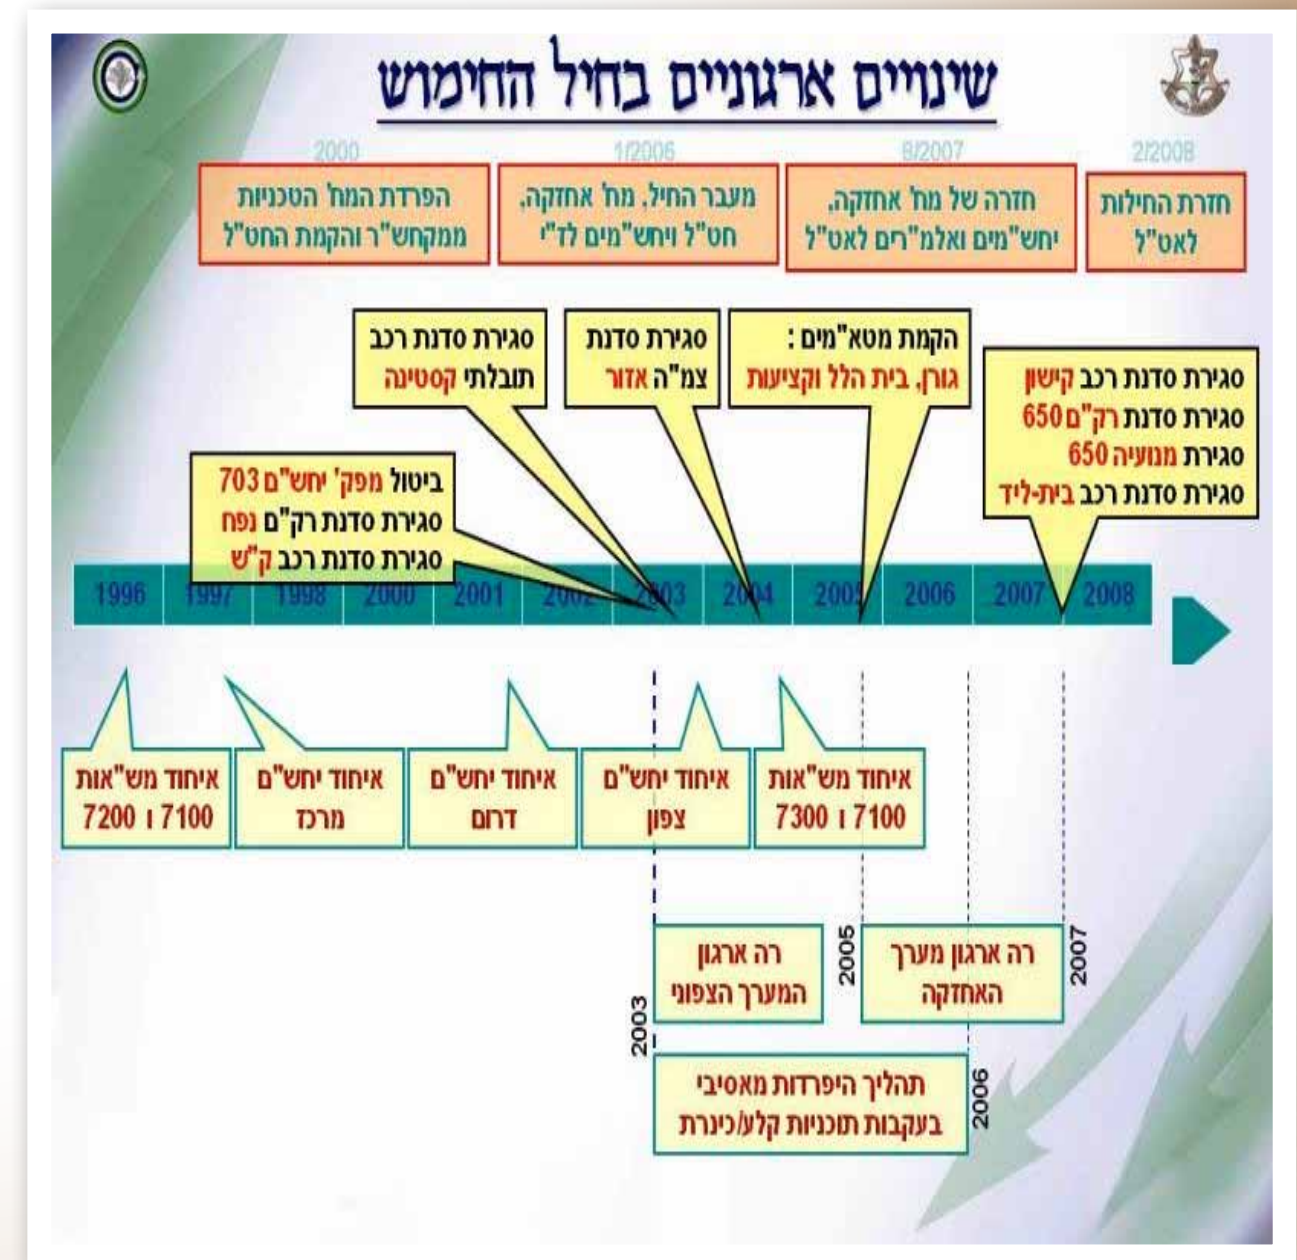 שינויים ארגוניים בחיל החימוש
2/2008
חזרת החילות
לאט"ל
8/2007
חזרה של מח' אחזקה,
יחש"מים ואלמ"רים לאט"ל
1/2006
מעבר החיל, מח' אחזקה,
חט"ל ויחש"מים לז"י
2000
הפרדת המח' הטכניות
ממקחש"ר והקמת החט"ל
סגירת סדנת רכב
תובלתי קסטינה
סגירת סדנת
צמ"ה אזור
הקמת מטא"מים :
גורן, בית הלל וקציעות
סגירת סדנת רכב קישון
סגירת סדנת רק"ם 650
סגירת מנועיה 650
סגירת סדנת רכב בית-ליד
ביטול מפק' יחש"ם 703
סגירת סדנת רק"ם נפח
סגירת סדנת רכב ק"ש
1996 1997 1998 2000 2001 2002 2003 2004 2005 2006 2007 2008
איחוד מש"אות
7100 ו 7200
איחוד יחש"ם
מרכז
איחוד יחש"ם
דרום
איחוד יחש"ם
צפון
איחוד מש"אות
7100 ו 7300
2003
רה ארגון
המערך הצפוני
2005
רה ארגון מערך
האחזקה
2007
תהליך היפרדות מאסיבי
בעקבות תוכניות קלע/כינרת
2006